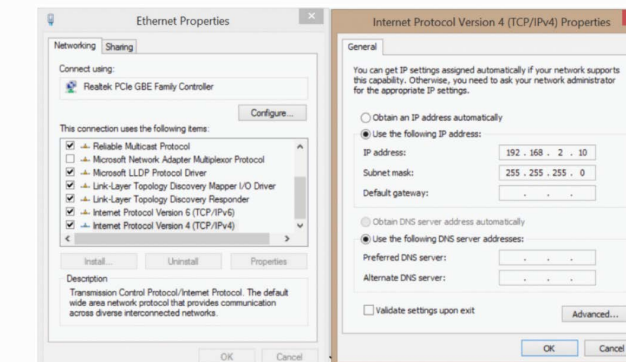 Ethernet Properties
Networking
Sharing
Connect using:
Realtek PCIe GBE Family Controller
Configure...
This connection uses the following items:
Reliable Multicast Protocol
Microsoft Network Adapter Multiplexor Protocol
Microsoft LLDP Protocol Driver
Link-Layer Topology Discovery Mapper I/O Driver
Link-Layer Topology Discovery Responder
Internet Protocol Version 6 (TCP/IPv6)
Internet Protocol Version 4 (TCP/IPv4)
Install...
Uninstall
Properties
Description
Transmission Control Protocol/Internet Protocol. The default
wide area network protocol that provides communication
across diverse interconnected networks.
OK
Cancel
Internet Protocol Version 4 (TCP/IPv4) Properties
General
You can get IP settings assigned automatically if your network supports
this capability. Otherwise, you need to ask your network administrator
for the appropriate IP settings.
Obtain an IP address automatically
Use the following IP address:
IP address: 192 . 168 . 2 . 10
Subnet mask: 255 . 255 . 255 . 0
Default gateway: . . .
Obtain DNS server address automatically
Use the following DNS server addresses:
Preferred DNS server: . . .
Alternate DNS server: . . .
Validate settings upon exit
Advanced...
OK
Cancel